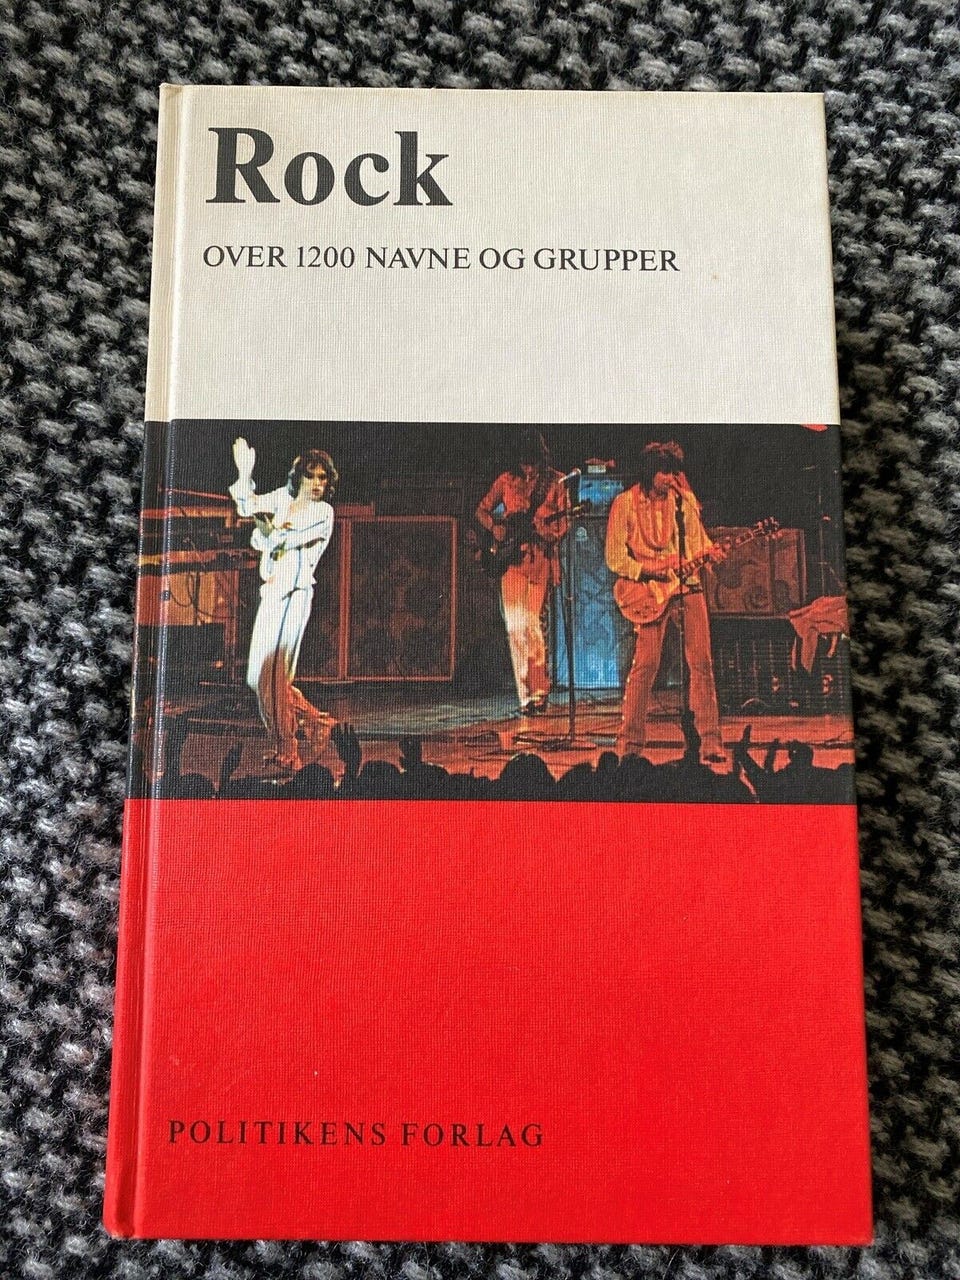 Rock
OVER 1200 NAVNE OG GRUPPER
POLITIKENS FORLAG